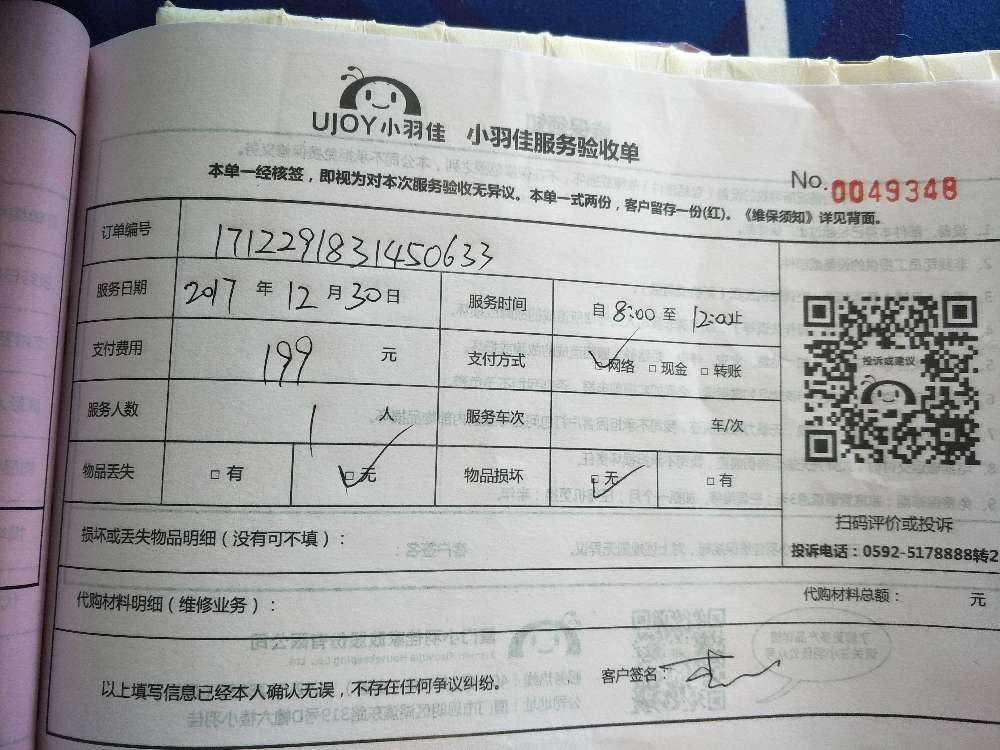 UJOY小羽佳 小羽佳服务验收单
No. 0049348
本单一经核签，即视为对本次服务验收无异议。本单一式两份，客户留存一份(红)。《维保须知》详见背面。
订单编号 1712291831450633
服务日期 2017 年 12 月 30 日 服务时间 自 8:00 至 12:00止
支付费用 199 元 支付方式 □网络 □现金 □转账
服务人数 1 人 服务车次 车/次
物品丢失 □ 有 □无 物品损坏 □无 □有
投诉或建议
扫码评价或投诉
投诉电话：0592-5178888转2
损坏或丢失物品明细（没有可不填）：
代购材料明细（维修业务）： 代购材料总额： 元
以上填写信息已经本人确认无误，不存在任何争议纠纷。 客户签名：